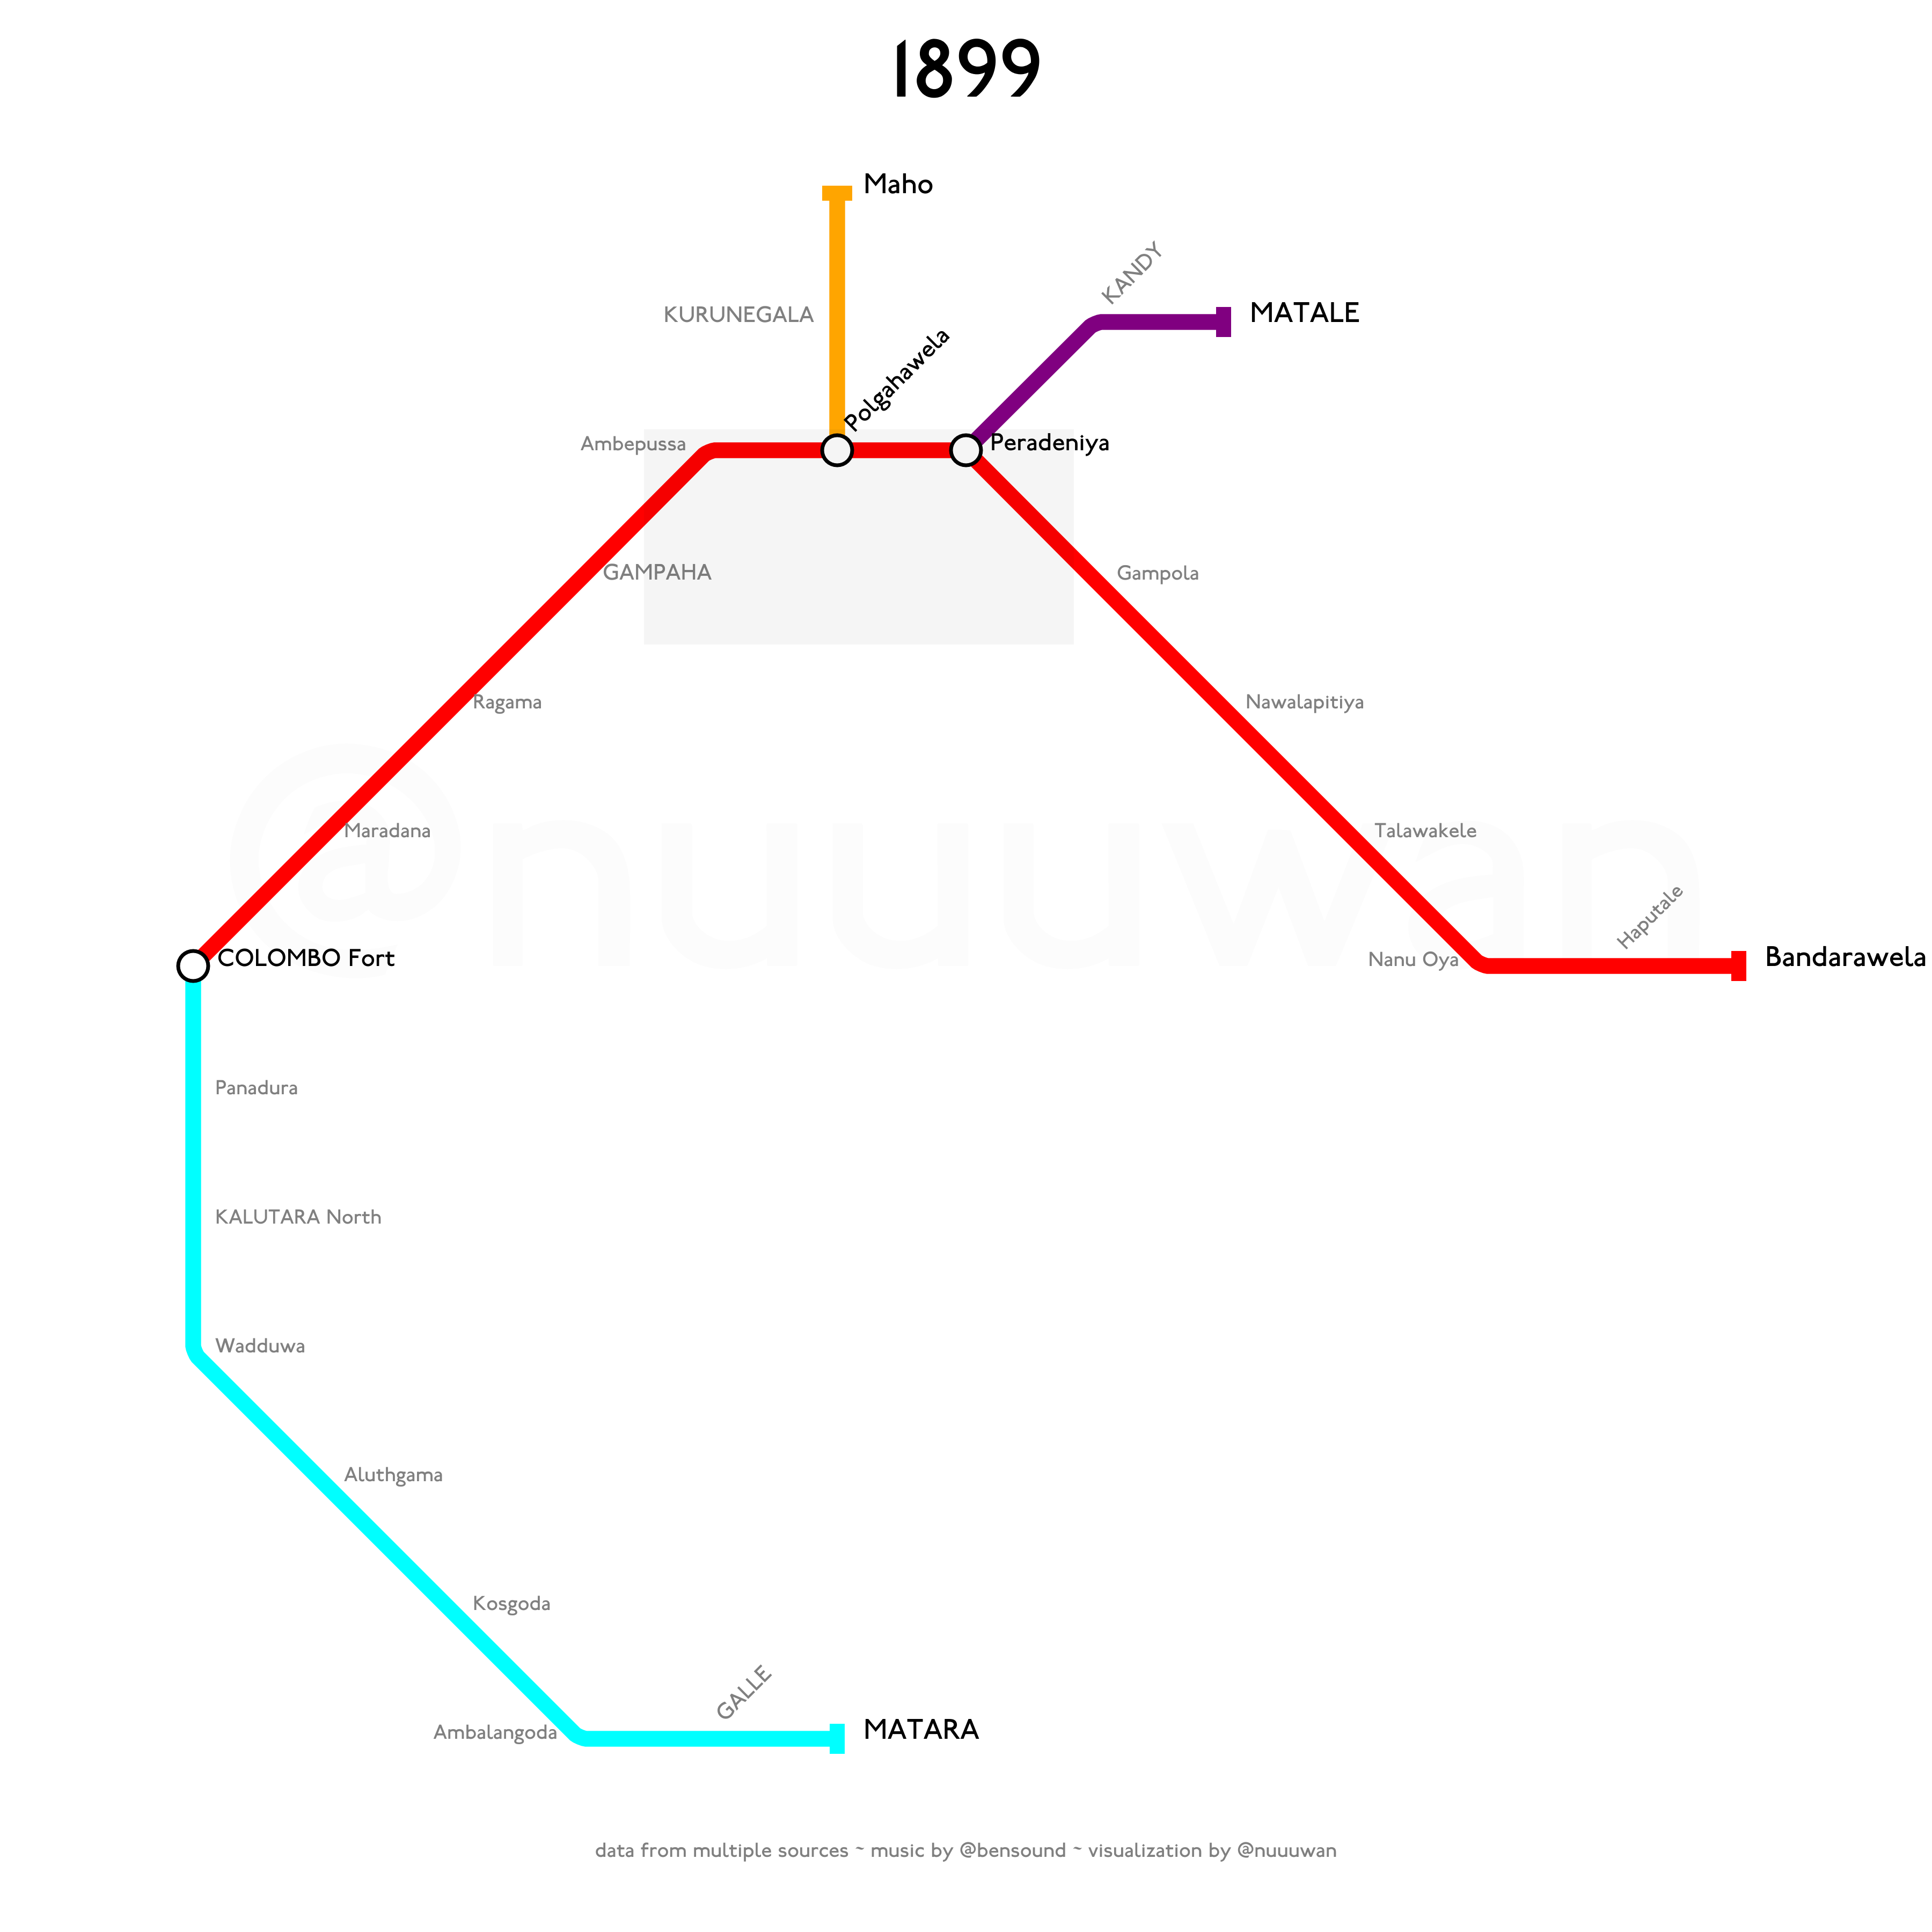 1899
Maho
KANDY
MATALE
KURUNEGALA
Polgahawela
Ambepussa
Peradeniya
GAMPAHA
Gampola
Ragama
Nawalapitiya
@nuuuwan
Maradana
Talawakele
Haputale
COLOMBO Fort
Nanu Oya
Bandarawela
Panadura
KALUTARA North
Wadduwa
Aluthgama
Kosgoda
GALLE
Ambalangoda
MATARA
data from multiple sources ~ music by @bensound ~ visualization by @nuuuwan